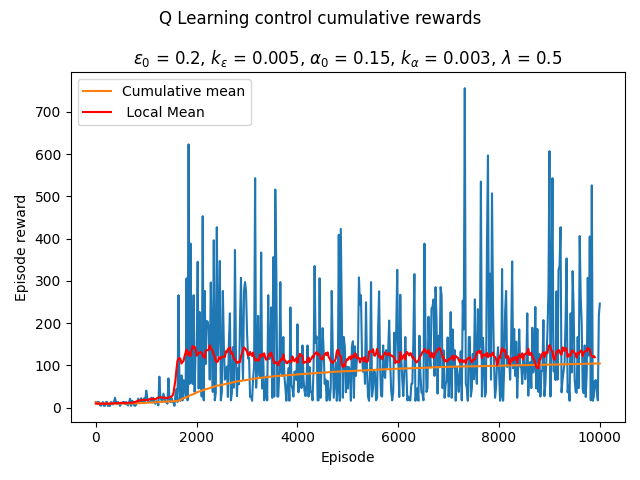 Q Learning control cumulative rewards
ε₀ = 0.2, kε = 0.005, α₀ = 0.15, kα = 0.003, λ = 0.5
Cumulative mean
Local Mean
Episode reward
700
600
500
400
300
200
100
0
0 2000 4000 6000 8000 10000
Episode